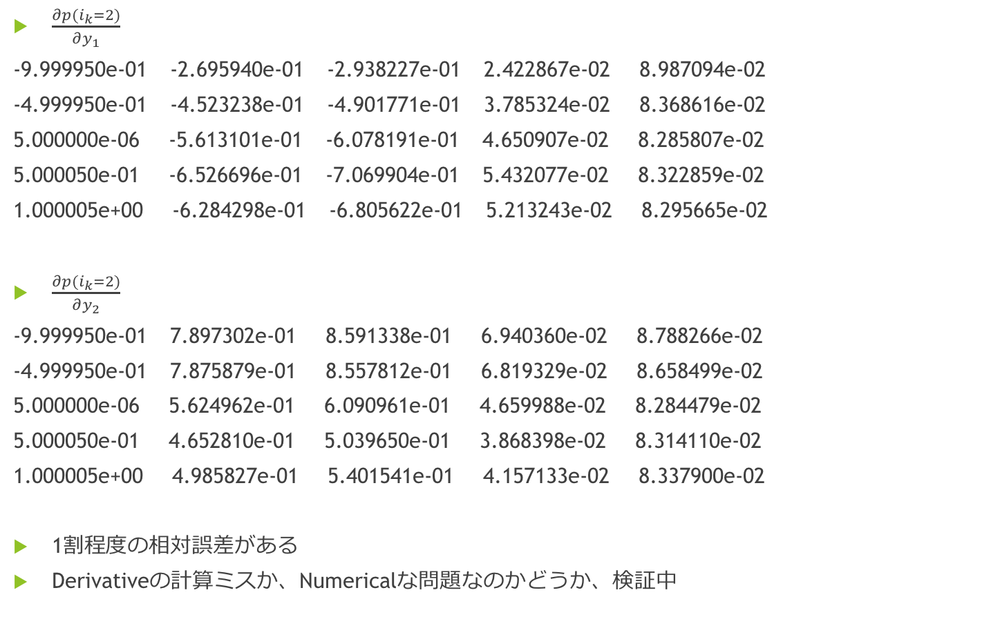 ▶ ∂p(i_k=2)/∂y_1
-9.999950e-01 -2.695940e-01 -2.938227e-01 2.422867e-02 8.987094e-02
-4.999950e-01 -4.523238e-01 -4.901771e-01 3.785324e-02 8.368616e-02
5.000000e-06 -5.613101e-01 -6.078191e-01 4.650907e-02 8.285807e-02
5.000050e-01 -6.526696e-01 -7.069904e-01 5.432077e-02 8.322859e-02
1.000005e+00 -6.284298e-01 -6.805622e-01 5.213243e-02 8.295665e-02
▶ ∂p(i_k=2)/∂y_2
-9.999950e-01 7.897302e-01 8.591338e-01 6.940360e-02 8.788266e-02
-4.999950e-01 7.875879e-01 8.557812e-01 6.819329e-02 8.658499e-02
5.000000e-06 5.624962e-01 6.090961e-01 4.659988e-02 8.284479e-02
5.000050e-01 4.652810e-01 5.039650e-01 3.868398e-02 8.314110e-02
1.000005e+00 4.985827e-01 5.401541e-01 4.157133e-02 8.337900e-02
▶ 1割程度の相対誤差がある
▶ Derivativeの計算ミスか、Numericalな問題なのかどうか、検証中